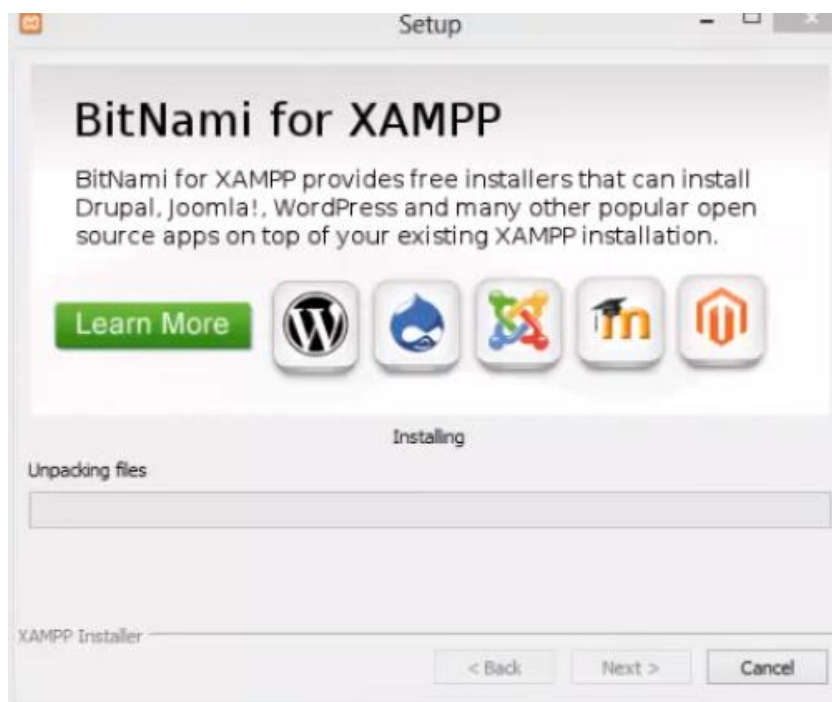 Setup
BitNami for XAMPP
BitNami for XAMPP provides free installers that can install
Drupal, Joomla!, WordPress and many other popular open
source apps on top of your existing XAMPP installation.
Learn More
Installing
Unpacking files
XAMPP Installer
< Back
Next >
Cancel